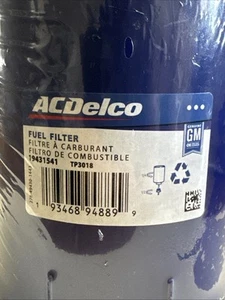 ACDelco
GM
FUEL FILTER
FILTRE À CARBURANT
FILTRO DE COMBUSTIBLE
19431541 TP3018
93468 94889 9